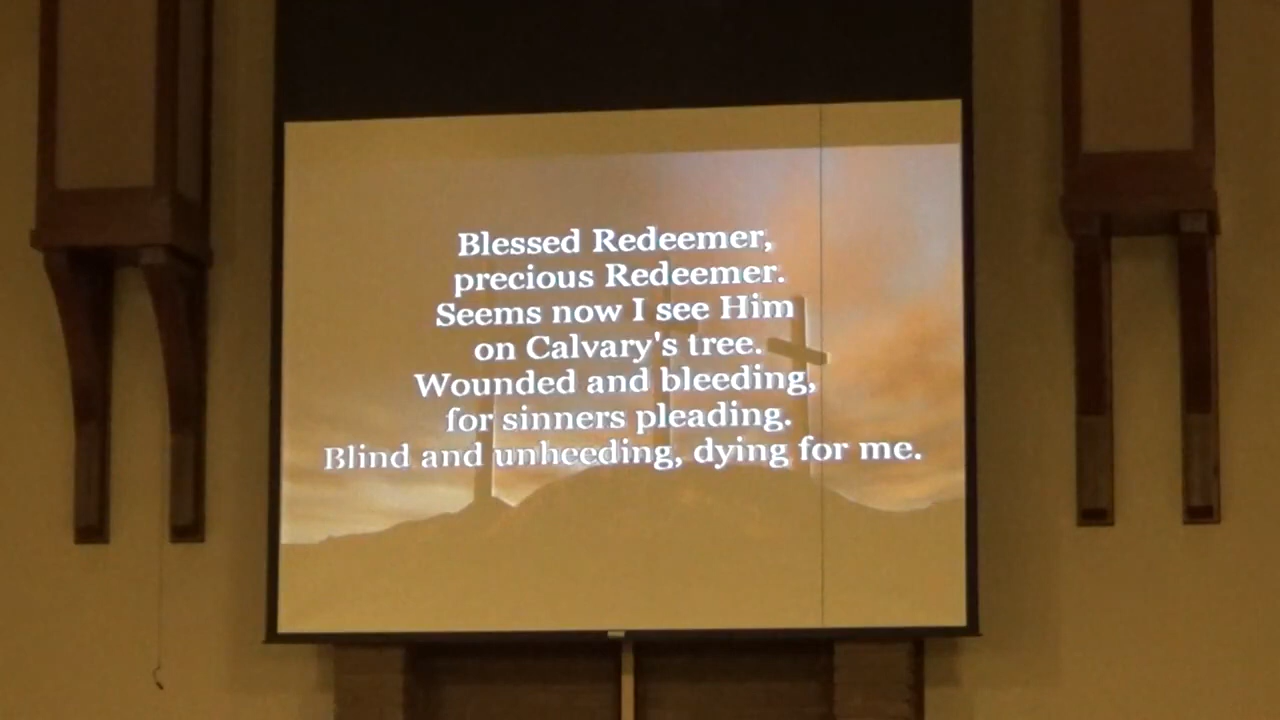 Blessed Redeemer,
precious Redeemer.
Seems now I see Him
on Calvary's tree.
Wounded and bleeding,
for sinners pleading.
Blind and unheeding, dying for me.